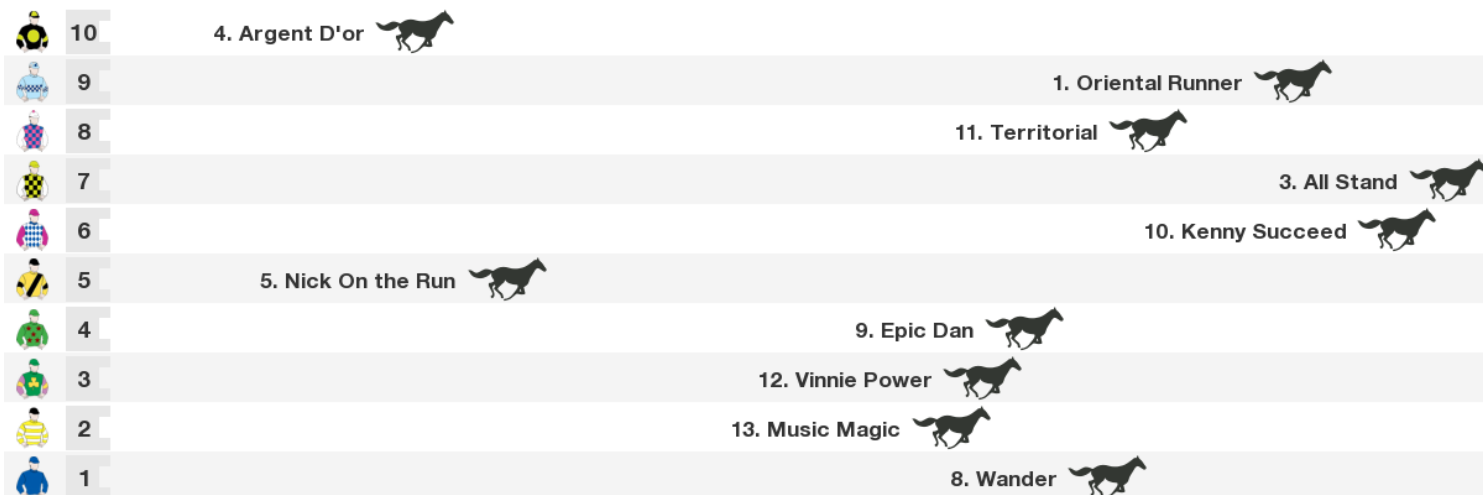 10 4. Argent D'or
9 1. Oriental Runner
8 11. Territorial
7 3. All Stand
6 10. Kenny Succeed
5 5. Nick On the Run
4 9. Epic Dan
3 12. Vinnie Power
2 13. Music Magic
1 8. Wander